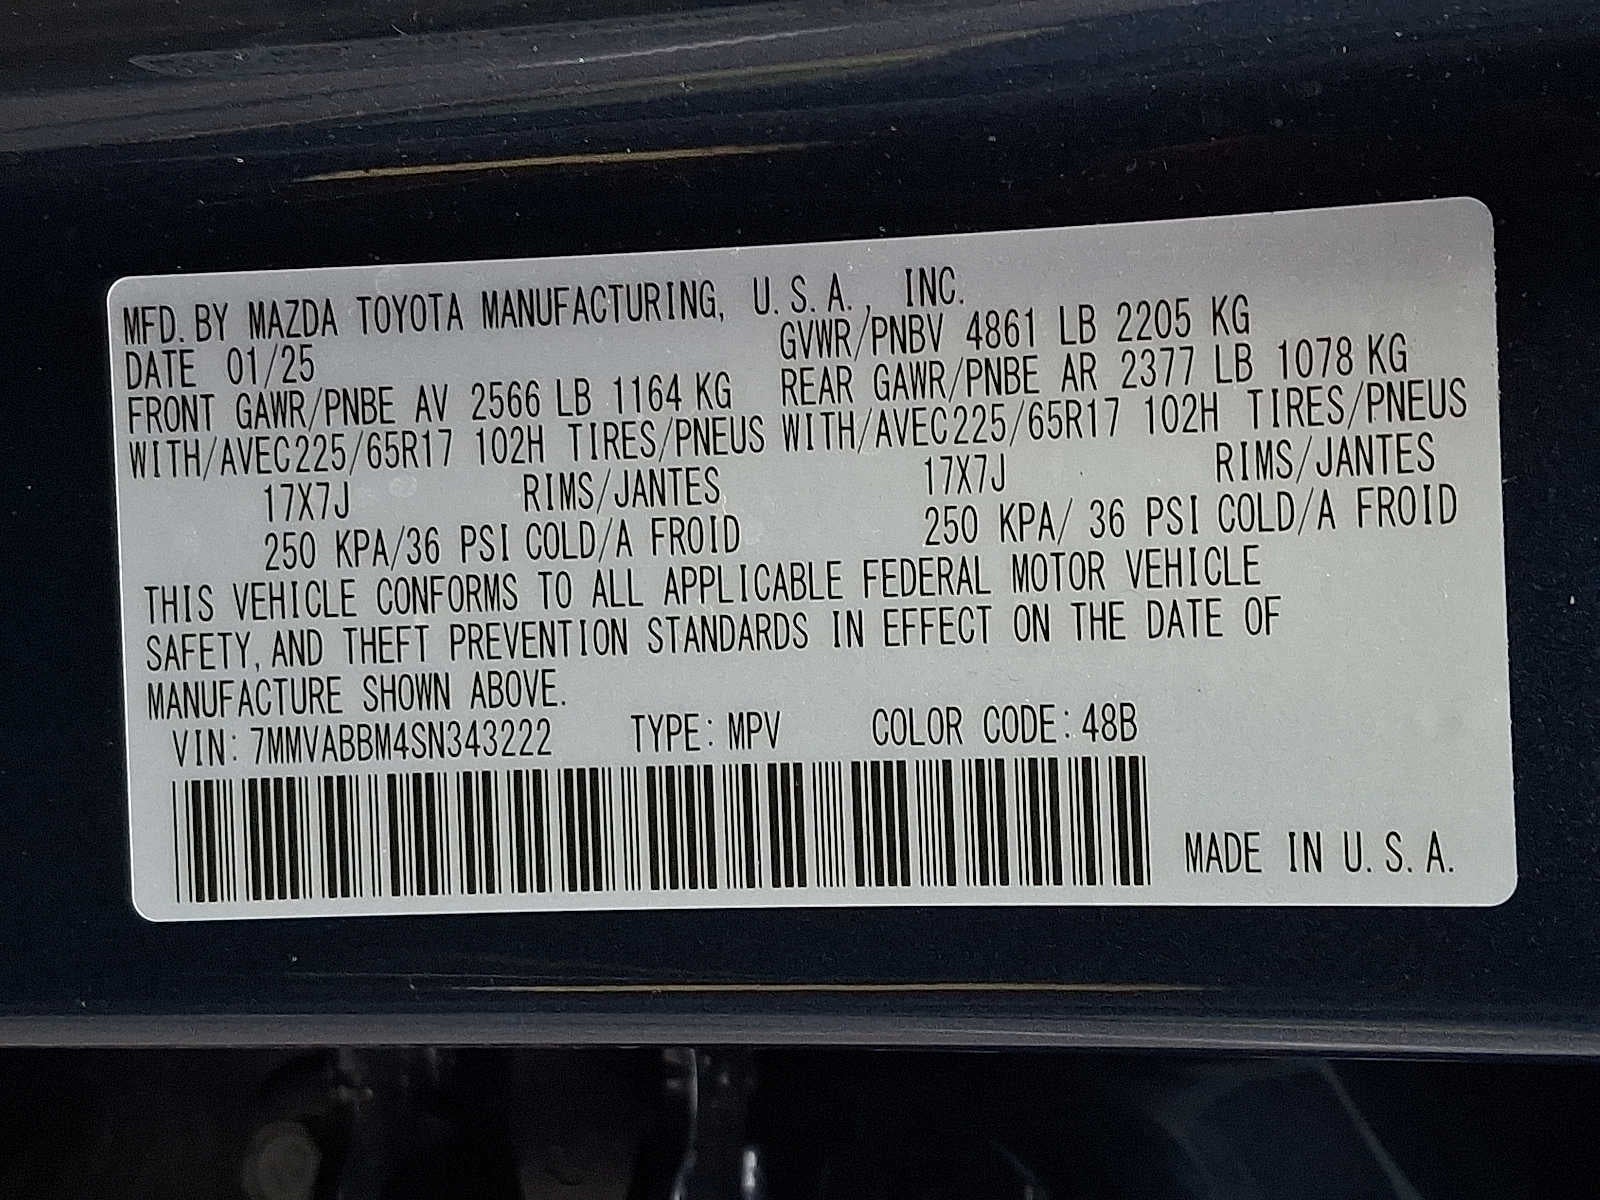 MFD. BY MAZDA TOYOTA MANUFACTURING, U. S. A., INC.
DATE 01/25 GVWR/PNBV 4861 LB 2205 KG
FRONT GAWR/PNBE AV 2566 LB 1164 KG REAR GAWR/PNBE AR 2377 LB 1078 KG
WITH/AVEC225/65R17 102H TIRES/PNEUS WITH/AVEC225/65R17 102H TIRES/PNEUS
17X7J RIMS/JANTES 17X7J RIMS/JANTES
250 KPA/36 PSI COLD/A FROID 250 KPA/ 36 PSI COLD/A FROID
THIS VEHICLE CONFORMS TO ALL APPLICABLE FEDERAL MOTOR VEHICLE
SAFETY, AND THEFT PREVENTION STANDARDS IN EFFECT ON THE DATE OF
MANUFACTURE SHOWN ABOVE.
VIN: 7MMVABBM4SN343222 TYPE: MPV COLOR CODE: 48B
MADE IN U. S. A.